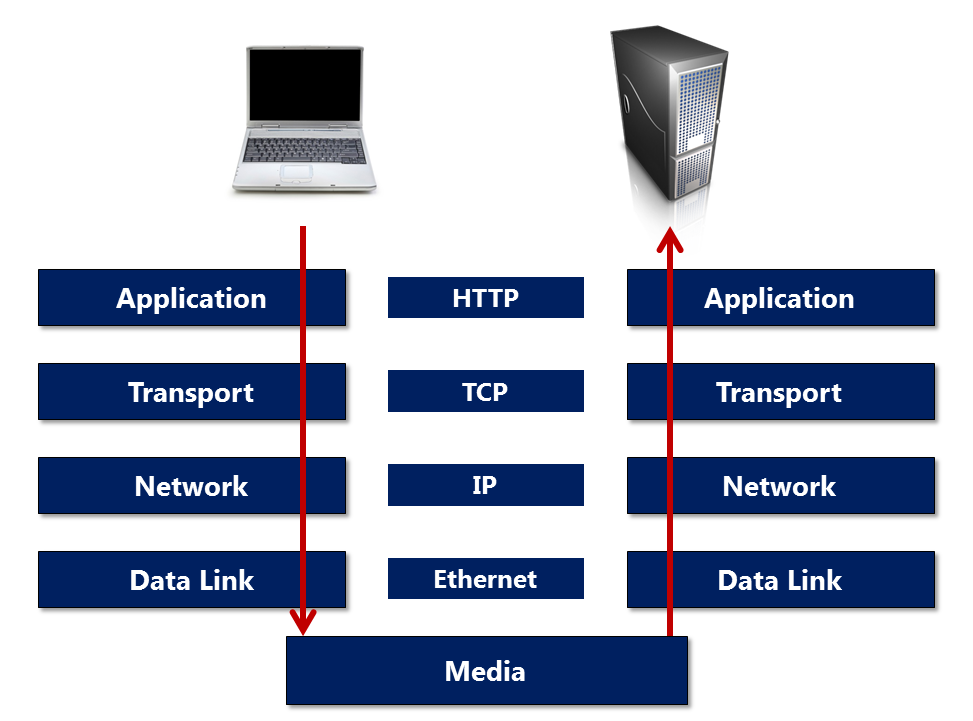 Application
HTTP
Application
Transport
TCP
Transport
Network
IP
Network
Data Link
Ethernet
Data Link
Media